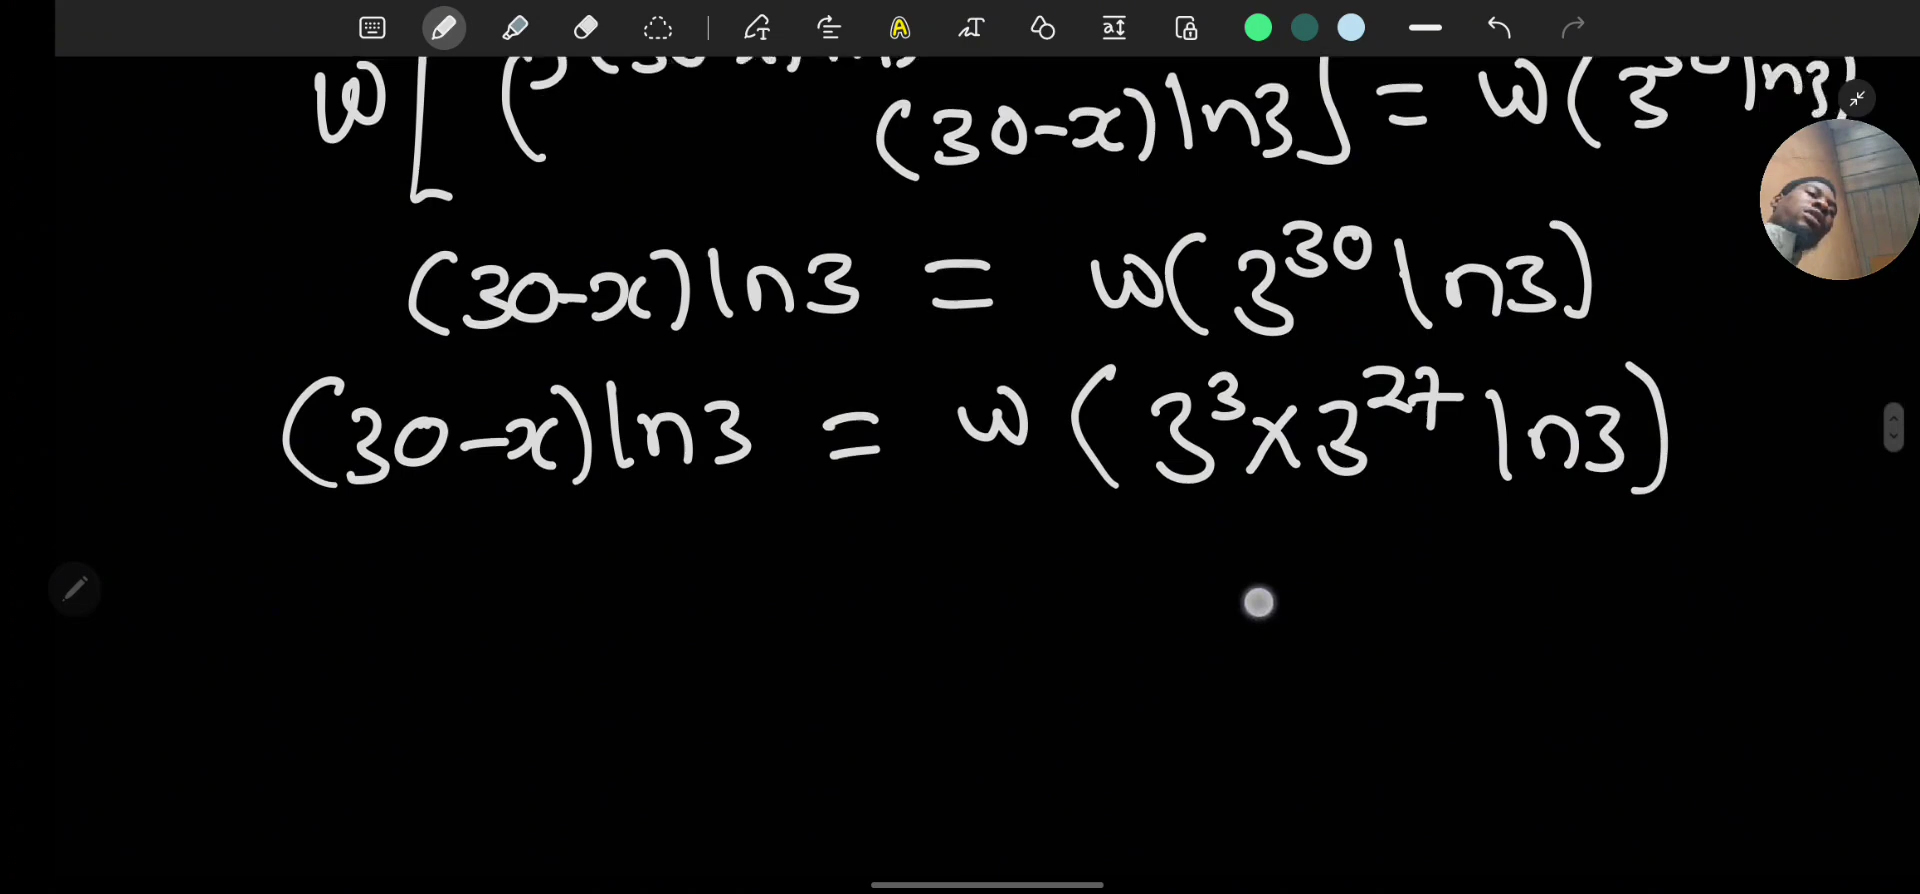 W[ (30-x)ln3] = W(3^30 ln3)
(30-x)ln3 = W(3^30 ln3)
(30-x)ln3 = W(3^3 x 3^27 ln3)